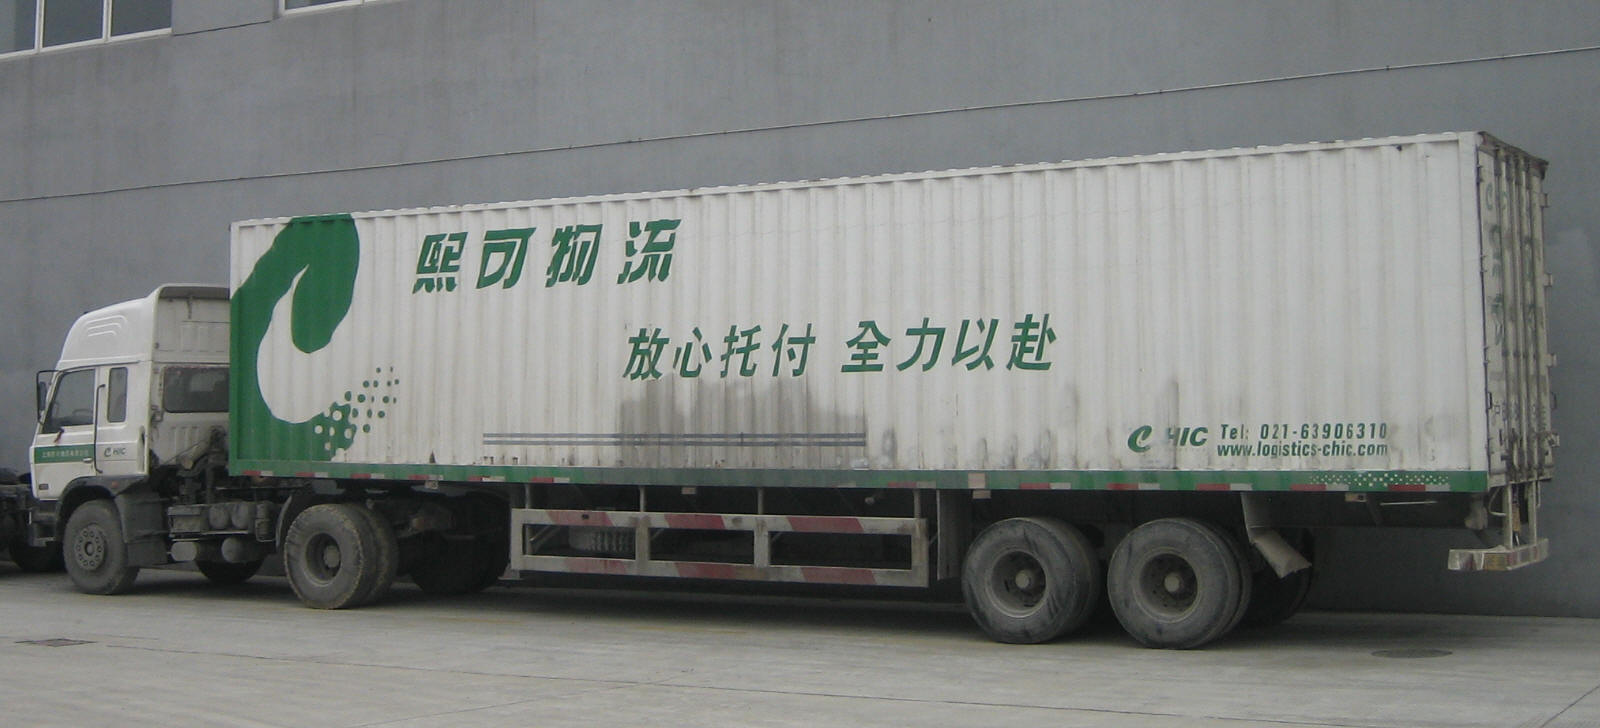 熙可物流
放心托付 全力以赴
CHIC Tel: 021-63906310
www.logistics-chic.com
CHIC